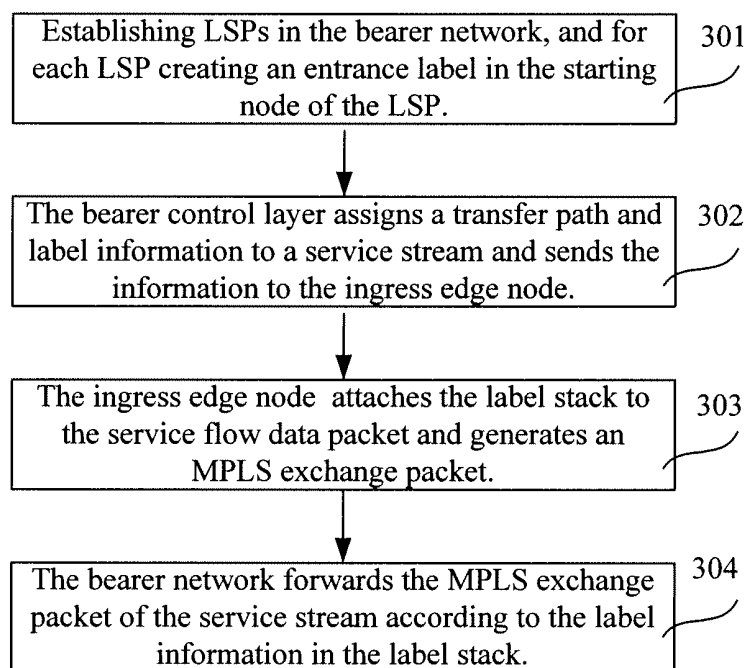 Establishing LSPs in the bearer network, and for
each LSP creating an entrance label in the starting
node of the LSP.
301
The bearer control layer assigns a transfer path and
label information to a service stream and sends the
information to the ingress edge node.
302
The ingress edge node attaches the label stack to
the service flow data packet and generates an
MPLS exchange packet.
303
The bearer network forwards the MPLS exchange
packet of the service stream according to the label
information in the label stack.
304